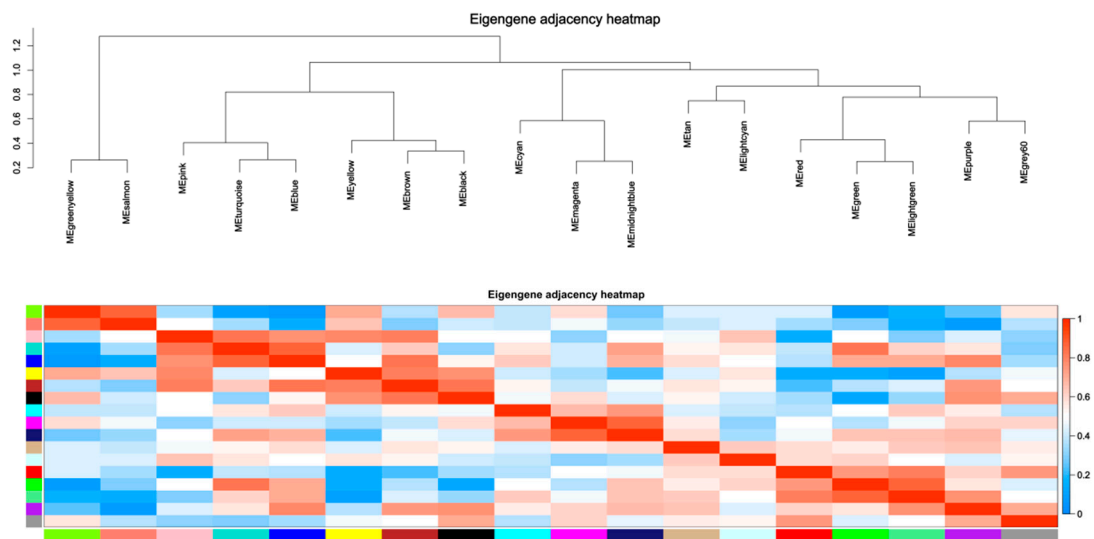 Eigengene adjacency heatmap
1.2
1.0
0.8
0.6
0.4
0.2
MEgreenyellow
MEsalmon
MEpink
MEturquoise
MEblue
MEyellow
MEbrown
MEblack
MEcyan
MEmagenta
MEmidnightblue
MEtan
MElightcyan
MEred
MEgreen
MElightgreen
MEpurple
MEgrey60
Eigengene adjacency heatmap
1
0.8
0.6
0.4
0.2
0